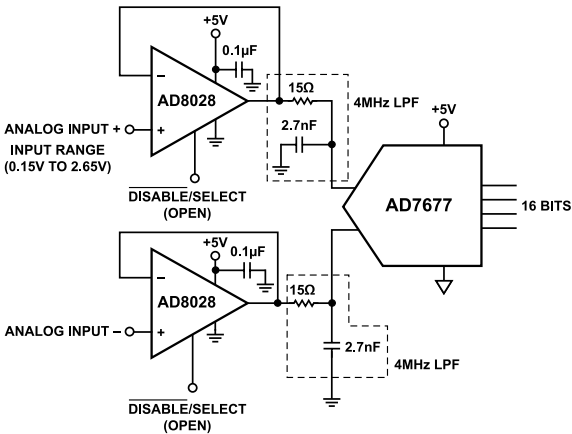 +5V
0.1µF
–
AD8028
+
15Ω
4MHz LPF
2.7nF
ANALOG INPUT +
INPUT RANGE
(0.15V TO 2.65V)
DISABLE/SELECT
(OPEN)
+5V
AD7677
16 BITS
+5V
0.1µF
–
AD8028
+
15Ω
ANALOG INPUT –
2.7nF
4MHz LPF
DISABLE/SELECT
(OPEN)